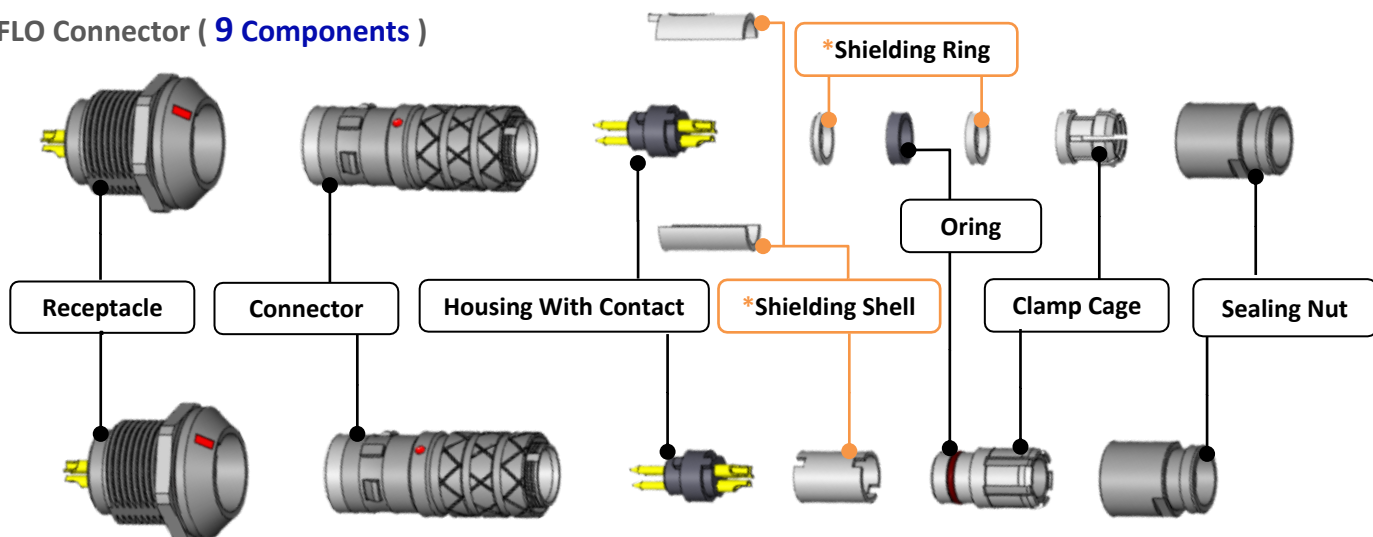 FLO Connector ( 9 Components )
*Shielding Ring
Oring
Receptacle
Connector
Housing With Contact
*Shielding Shell
Clamp Cage
Sealing Nut